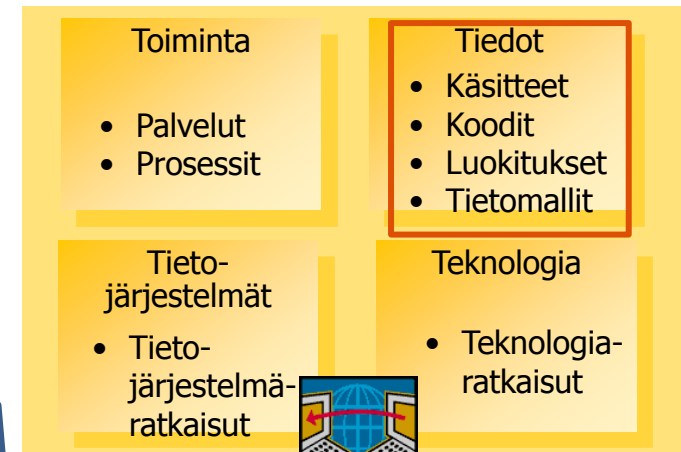 Toiminta
• Palvelut
• Prosessit
Tiedot
• Käsitteet
• Koodit
• Luokitukset
• Tietomallit
Tieto-
järjestelmät
• Tieto-
järjestelmä-
ratkaisut
Teknologia
• Teknologia-
ratkaisut